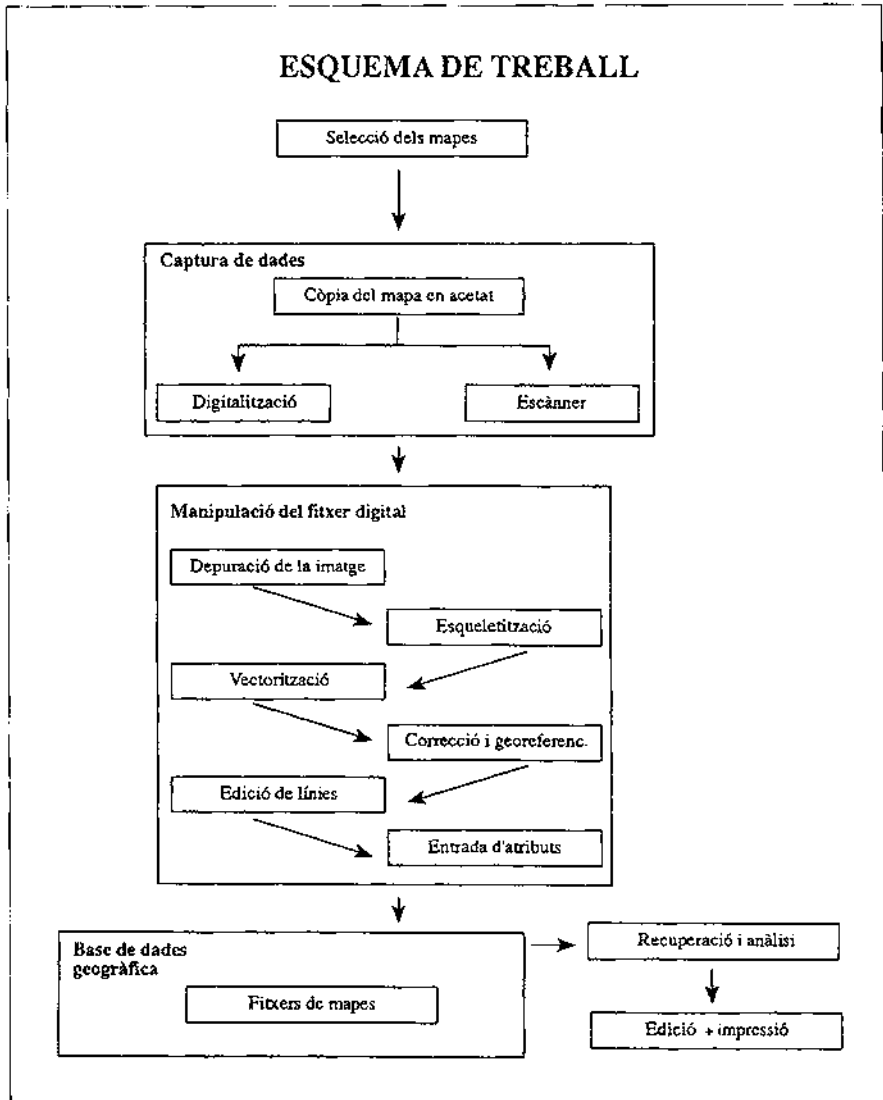 ESQUEMA DE TREBALL
Selecció dels mapes
Captura de dades
Còpia del mapa en acetat
Digitalització
Escànner
Manipulació del fitxer digital
Depuració de la imatge
Esqueletització
Vectorització
Correcció i georeferenc.
Edició de línies
Entrada d'atributs
Base de dades
geogràfica
Fitxers de mapes
Recuperació i anàlisi
Edició + impressió